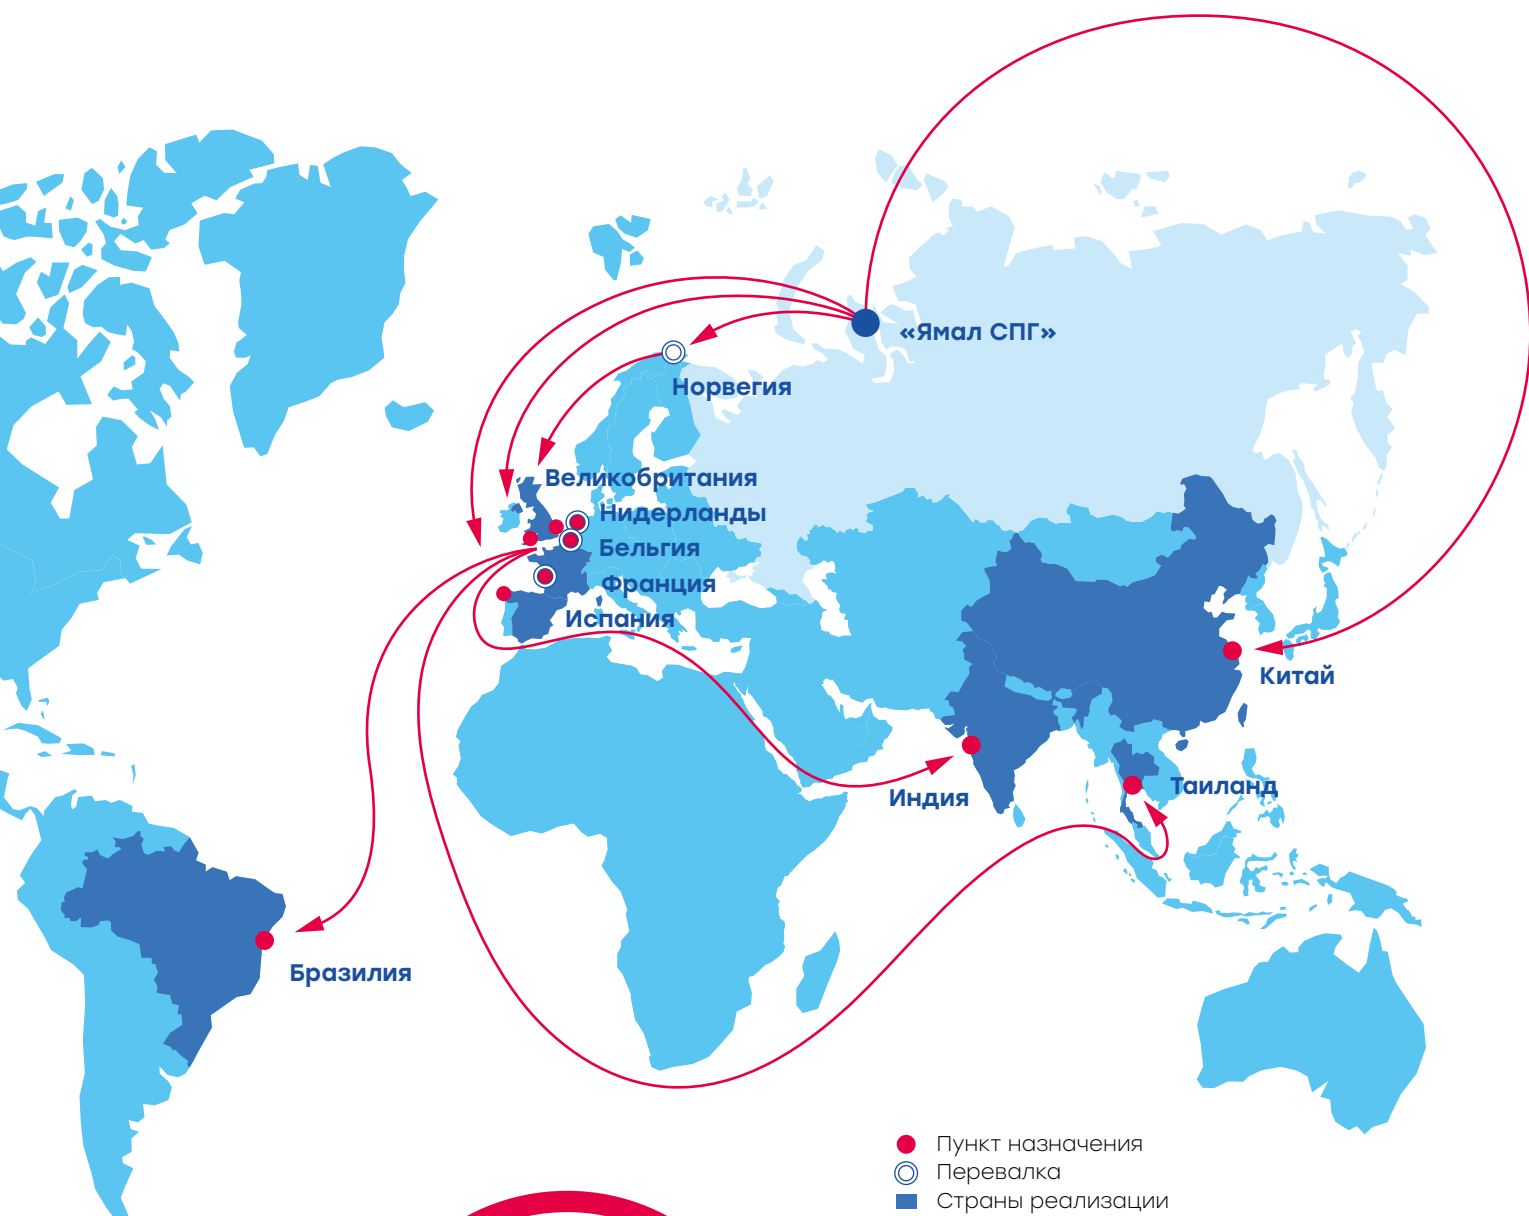 «Ямал СПГ»
Норвегия
Великобритания
Нидерланды
Бельгия
Франция
Испания
Китай
Индия
Таиланд
Бразилия
Пункт назначения
Перевалка
Страны реализации